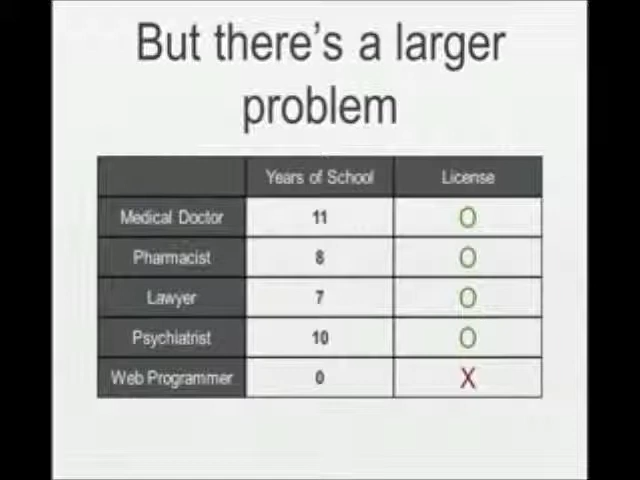 But there's a larger
problem
Years of School License
Medical Doctor 11 O
Pharmacist 8 O
Lawyer 7 O
Psychiatrist 10 O
Web Programmer 0 X